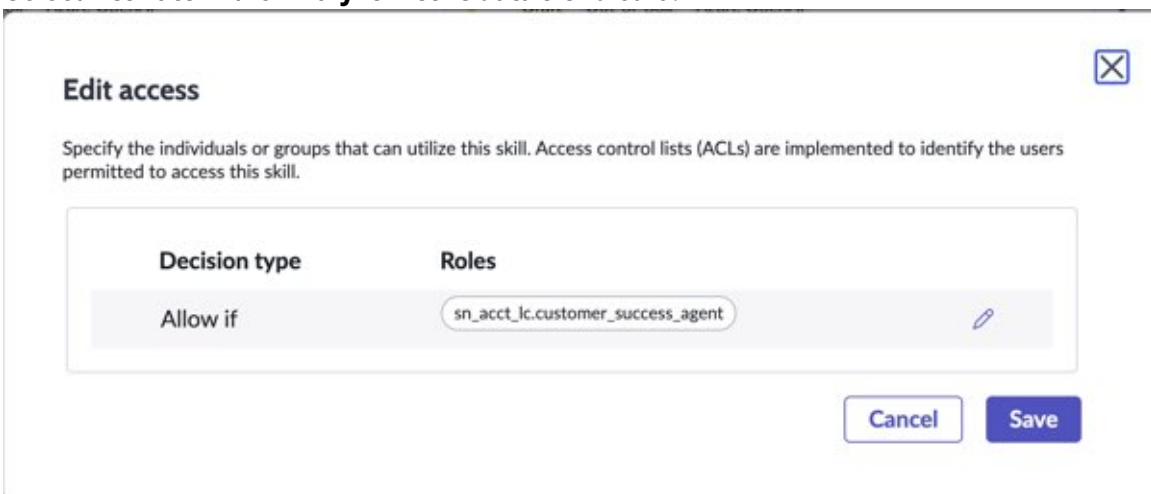 Edit access
Specify the individuals or groups that can utilize this skill. Access control lists (ACLs) are implemented to identify the users
permitted to access this skill.
Decision type Roles
Allow if sn_acct_lc.customer_success_agent
Cancel Save